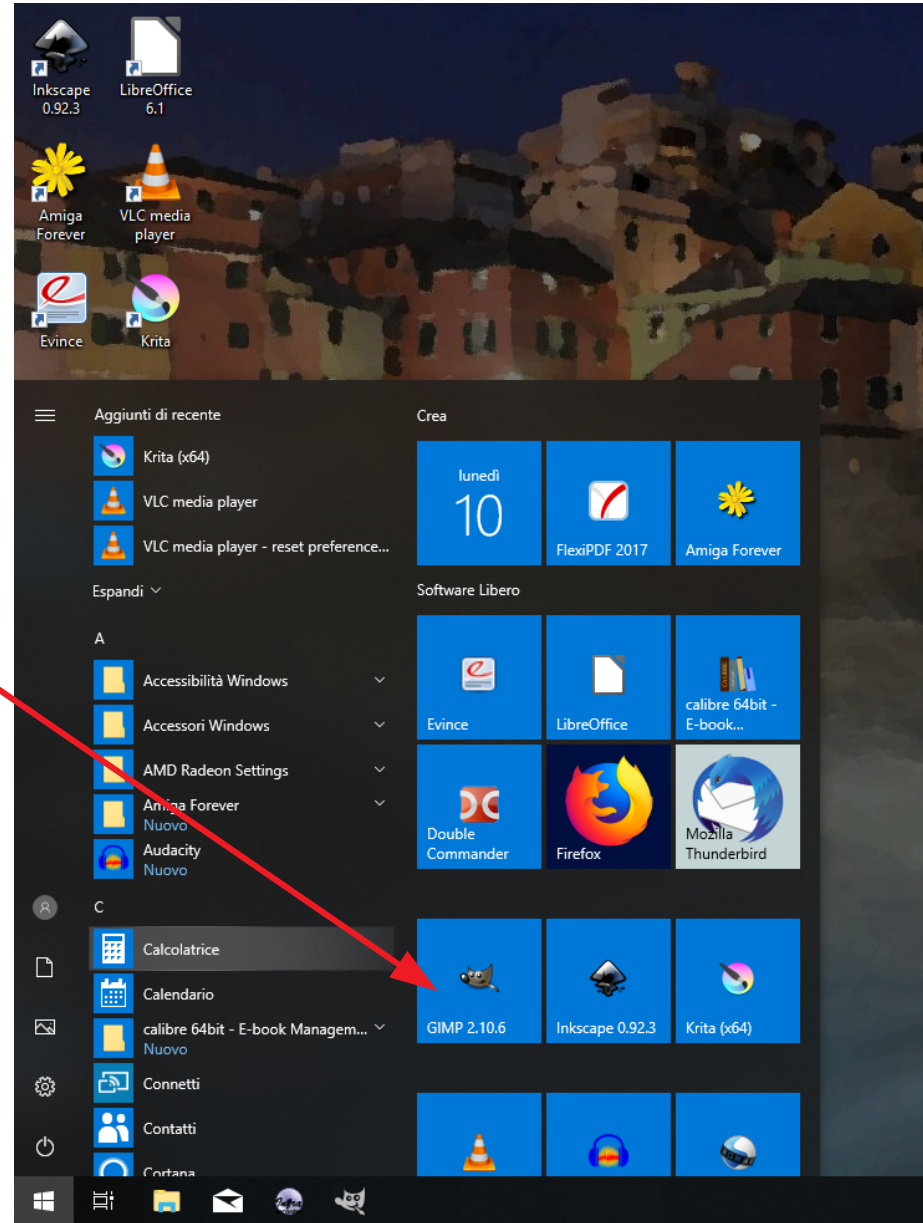 Inkscape
0.92.3
LibreOffice
6.1
Amiga
Forever
VLC media
player
Evince
Krita
Aggiunti di recente
Krita (x64)
VLC media player
VLC media player - reset preference...
Espandi
A
Accessibilità Windows
Accessori Windows
AMD Radeon Settings
Amiga Forever
Nuovo
Audacity
Nuovo
C
Calcolatrice
Calendario
calibre 64bit - E-book Managem...
Nuovo
Connetti
Contatti
Cortana
Crea
lunedì
10
FlexiPDF 2017
Amiga Forever
Software Libero
Evince
LibreOffice
calibre 64bit -
E-book...
Double
Commander
Firefox
Mozilla
Thunderbird
GIMP 2.10.6
Inkscape 0.92.3
Krita (x64)